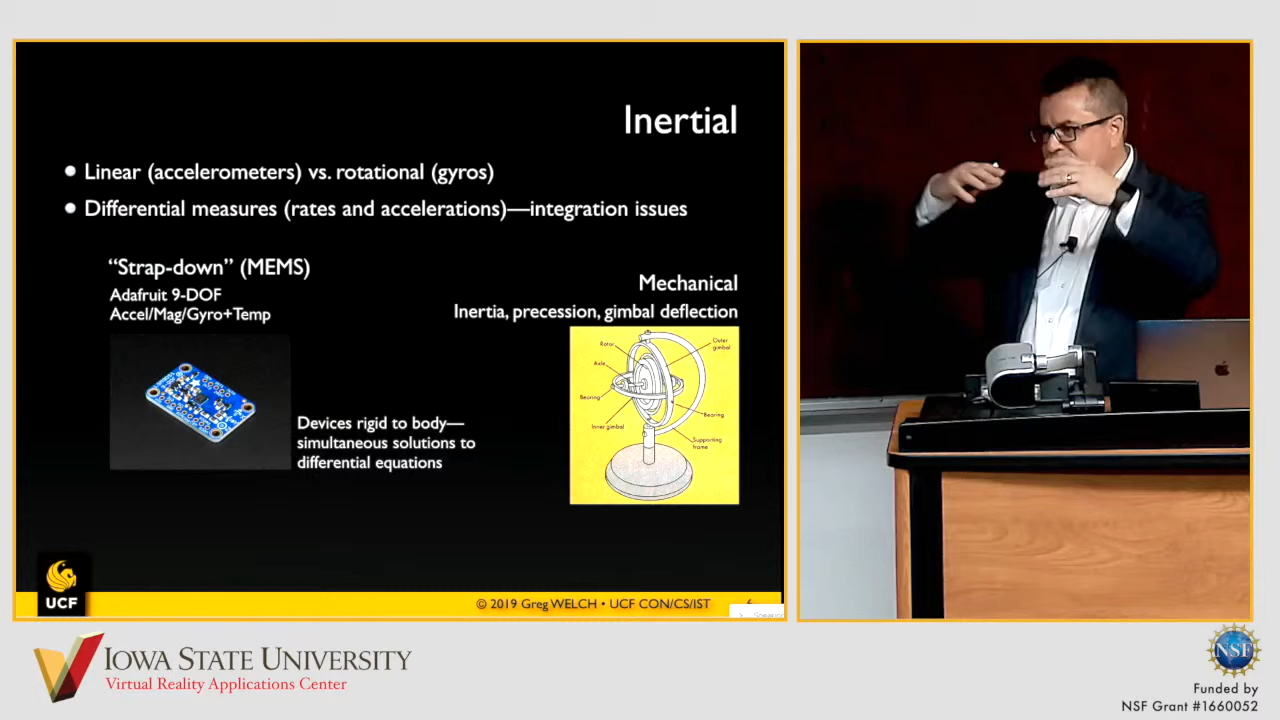 Inertial
Linear (accelerometers) vs. rotational (gyros)
Differential measures (rates and accelerations)—integration issues
“Strap-down” (MEMS)
Adafruit 9-DOF
Accel/Mag/Gyro+Temp
Devices rigid to body—
simultaneous solutions to
differential equations
Mechanical
Inertia, precession, gimbal deflection
Rotor
Outer
gimbal
Axle
Bearing
Bearing
Inner gimbal
Supporting
frame
UCF
© 2019 Greg WELCH • UCF CON/CS/IST
IOWA STATE UNIVERSITY
Virtual Reality Applications Center
NSF
Funded by
NSF Grant #1660052